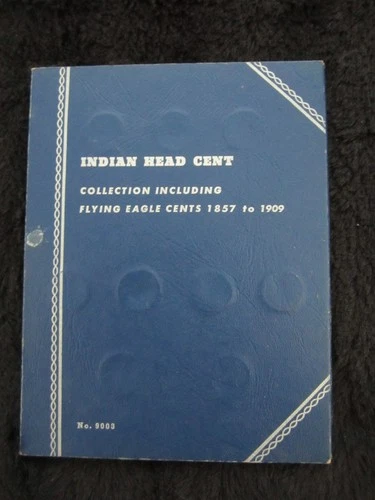 INDIAN HEAD CENT
COLLECTION INCLUDING
FLYING EAGLE CENTS 1857 to 1909
No. 9003